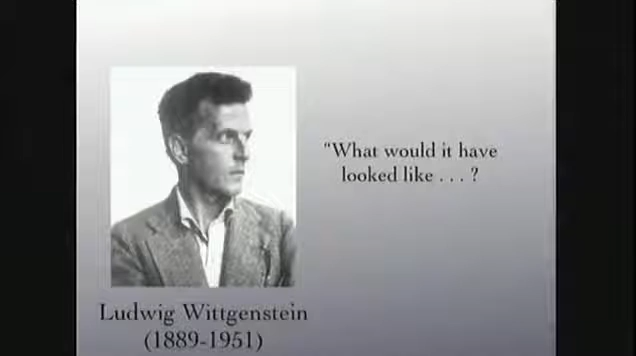 "What would it have
looked like . . . ?
Ludwig Wittgenstein
(1889-1951)